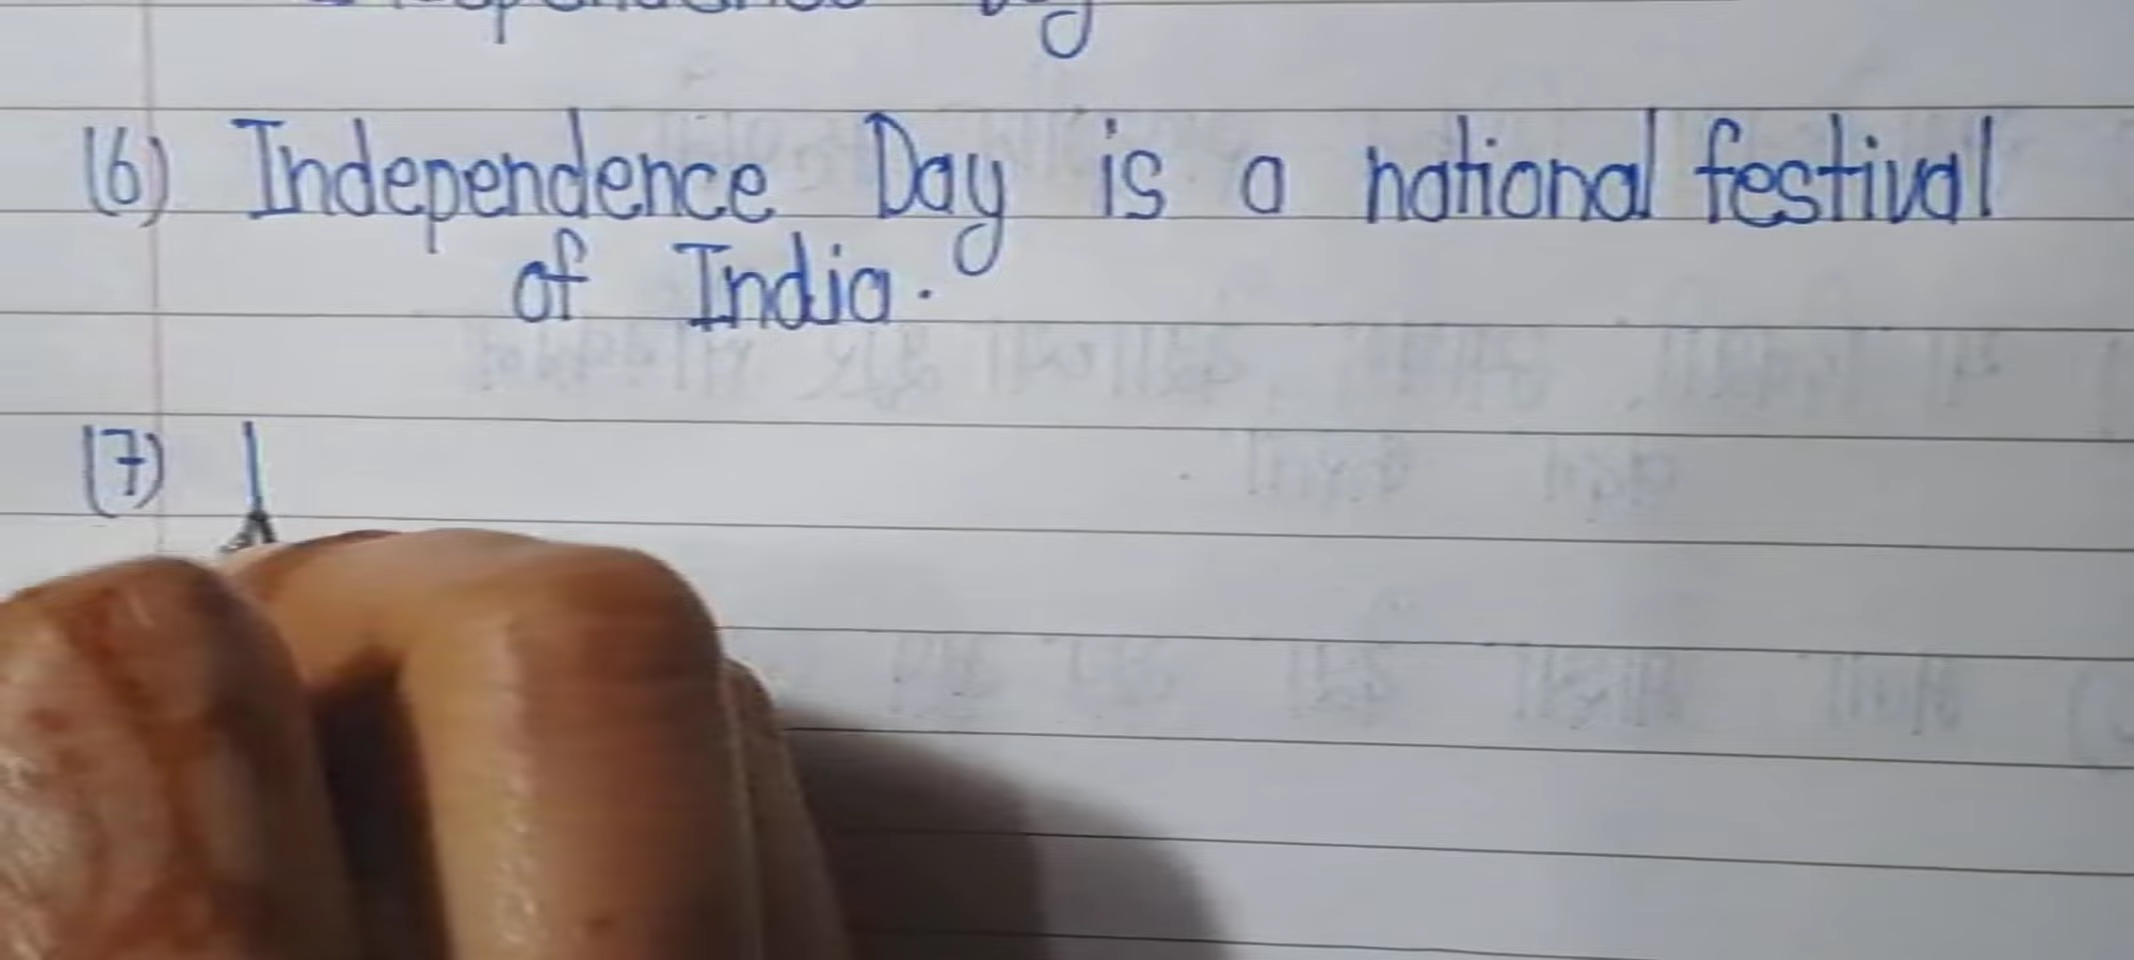 (6) Independence Day is a national festival
of India.
(7)